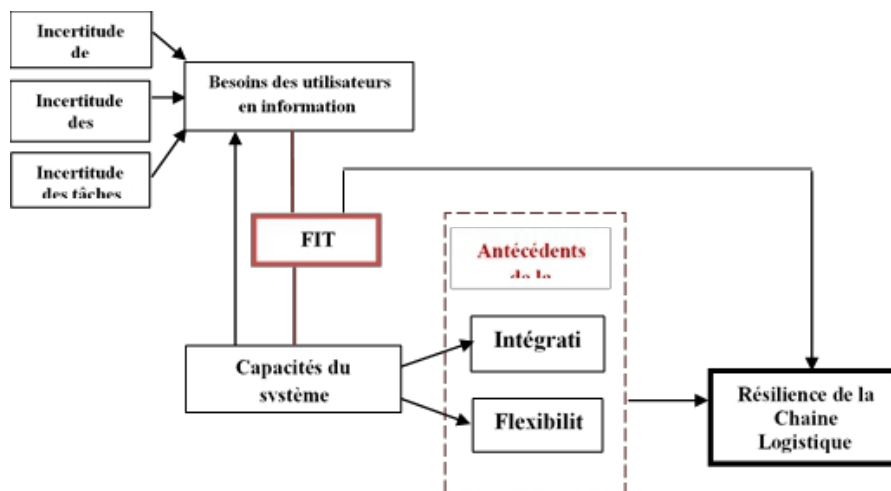 Incertitude
de
Incertitude
des
Incertitude
des tâches
Besoins des utilisateurs
en information
FIT
Antécédents
de la
Capacités du
système
Intégrati
Flexibilit
Résilience de la
Chaine
Logistique